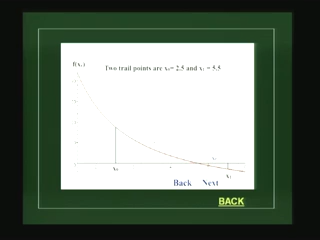 f(x)
Two trail points are x₀= 2.5 and x₁ = 5.5
x₀
x₁
Back Next
BACK